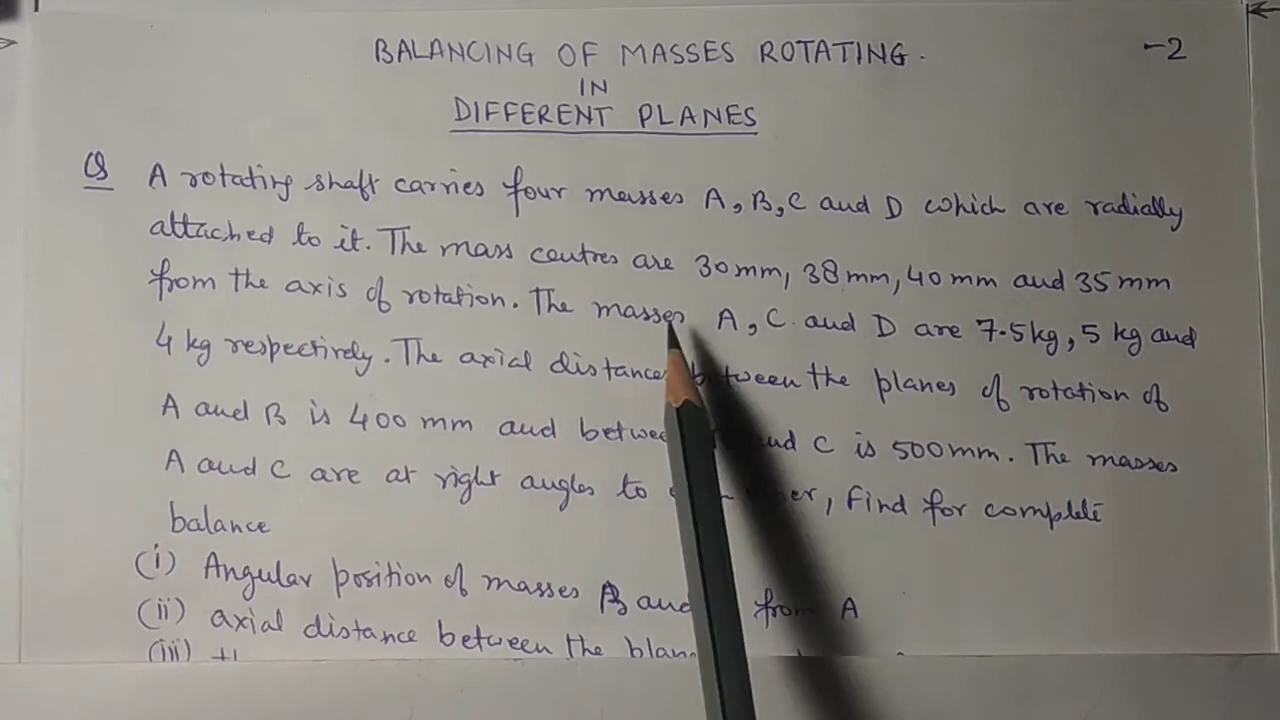 BALANCING OF MASSES ROTATING. -2
IN
DIFFERENT PLANES
Q A rotating shaft carries four masses A, B, C and D which are radially
attached to it. The mass centres are 30mm, 38mm, 40mm and 35mm
from the axis of rotation. The masses A, C and D are 7.5kg, 5 kg and
4 kg respectively. The axial distance between the planes of rotation of
A and B is 400 mm and between and C is 500mm. The masses
A and C are at right angles to other, Find for complete
balance
(i) Angular position of masses B and from A
(ii) axial distance between the
(iii)